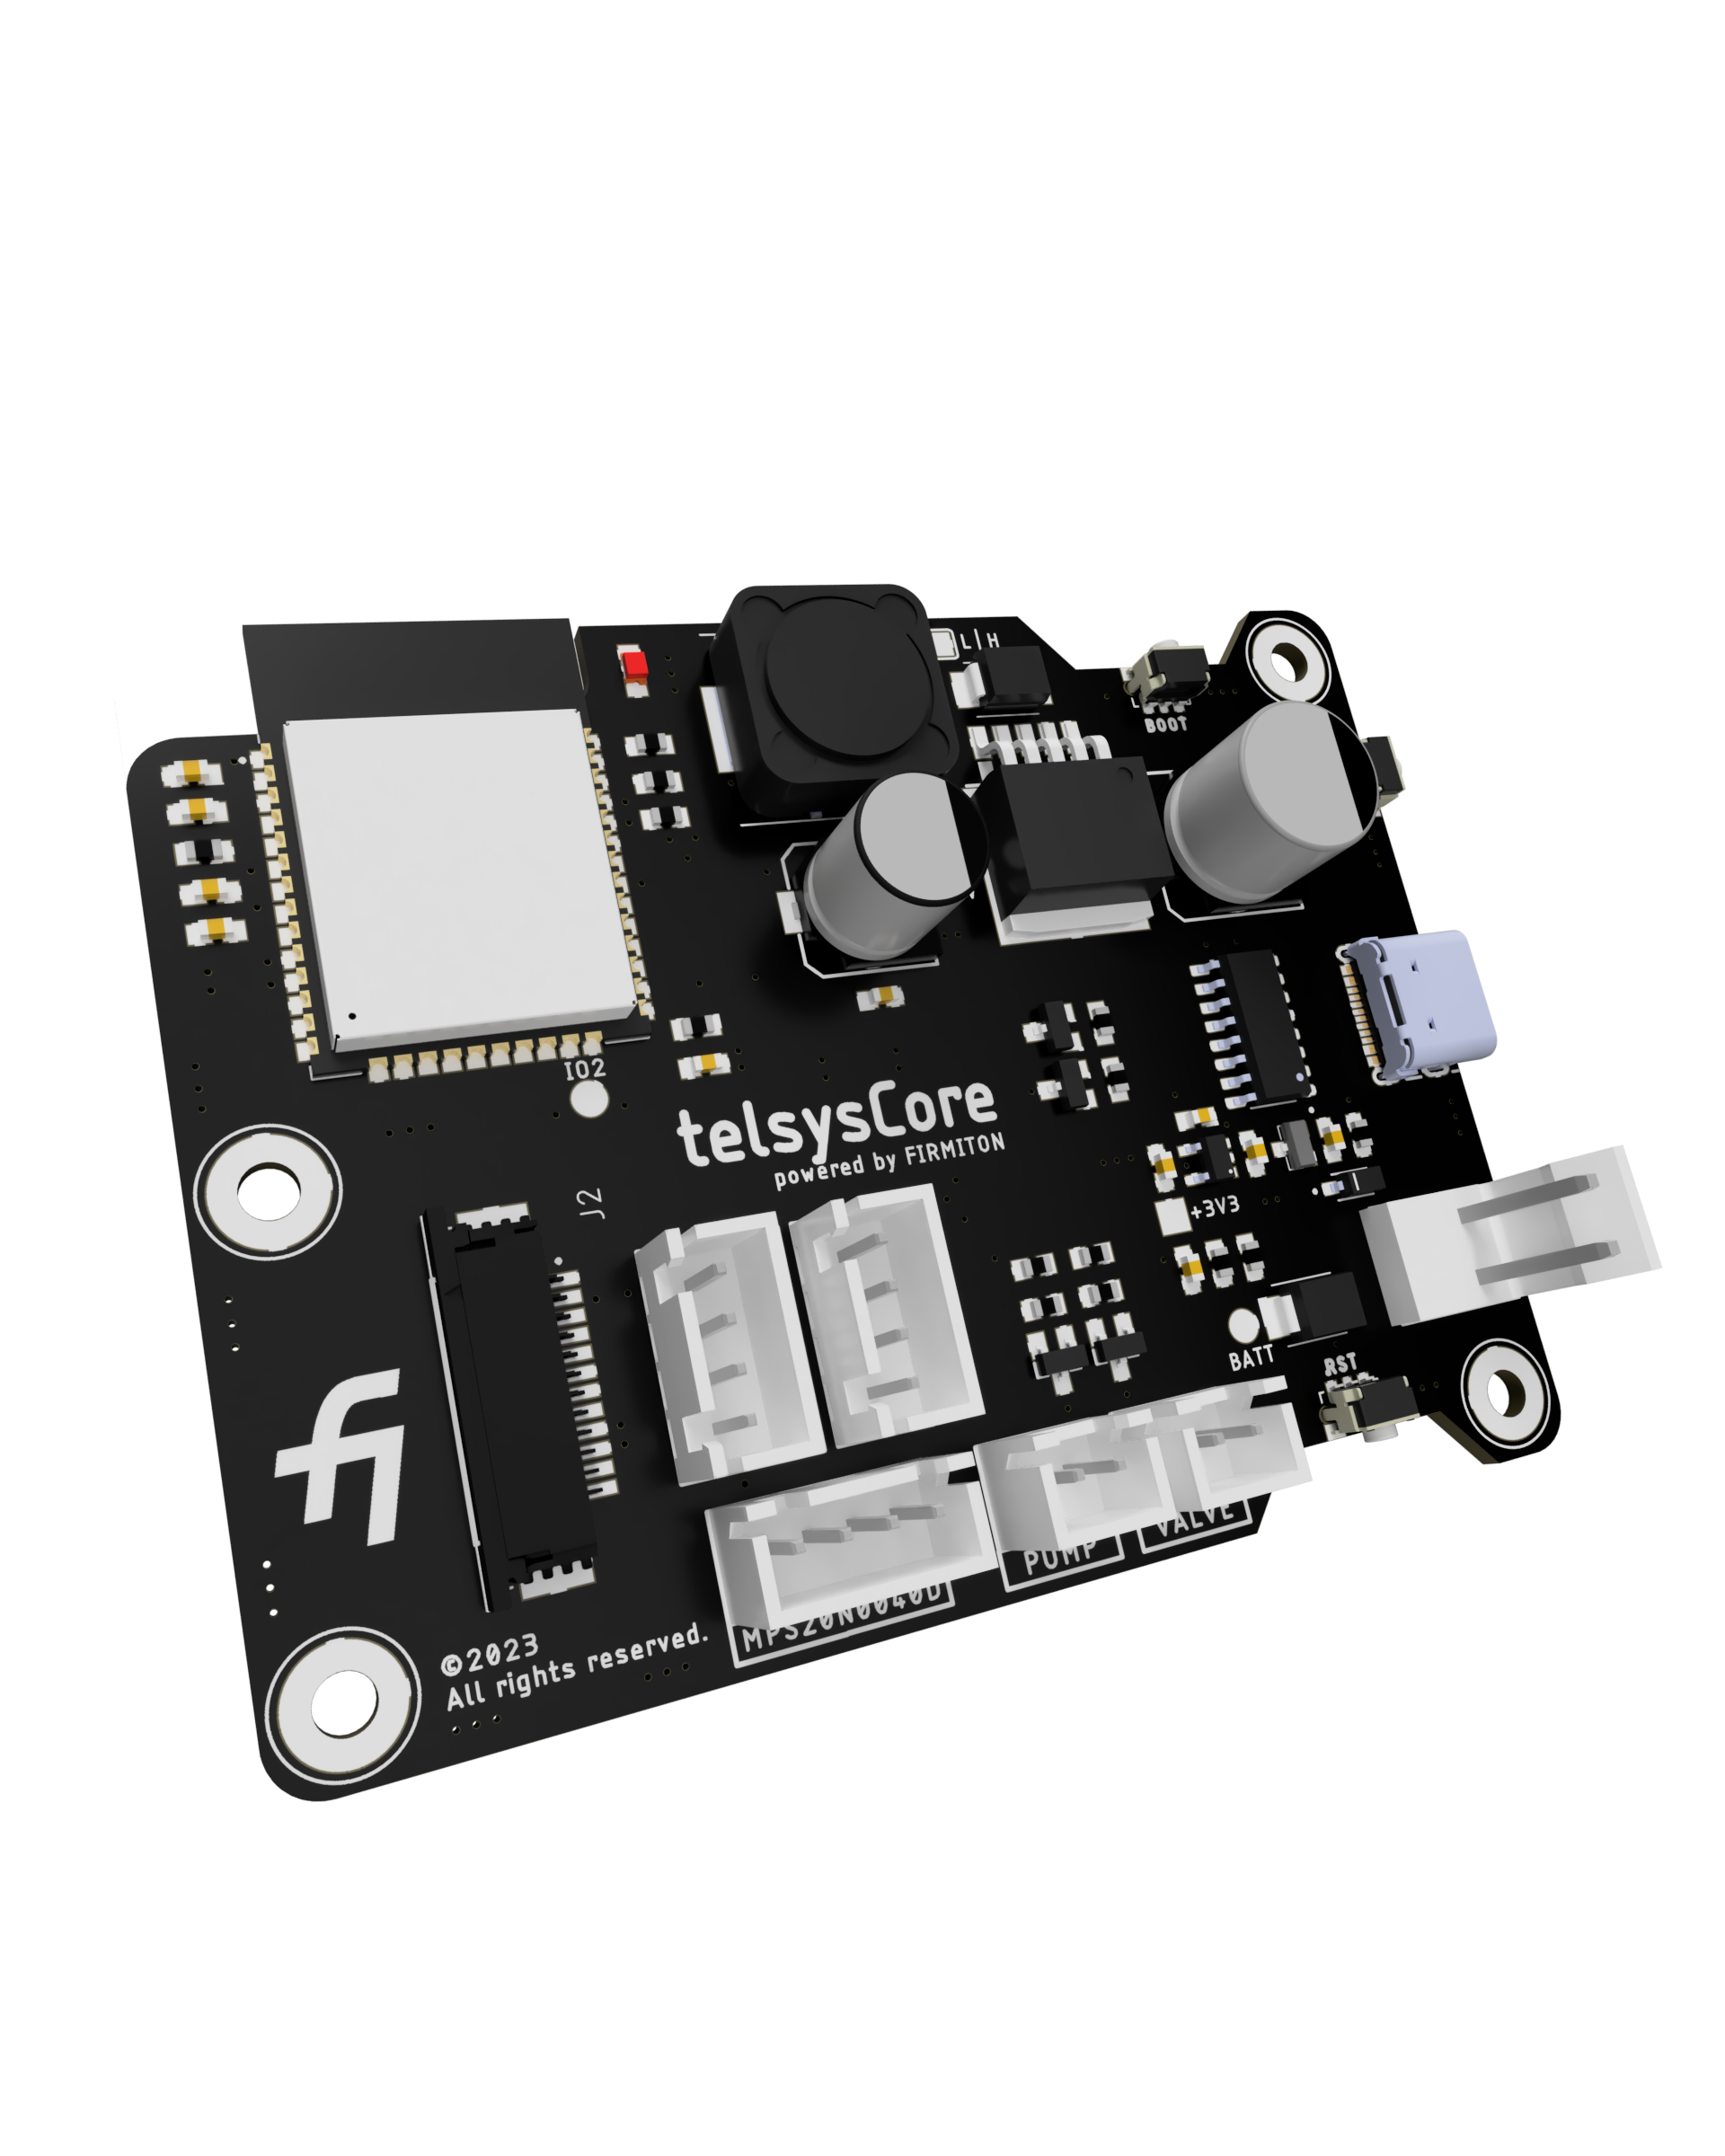 L|H
BOOT
IO2
telsysCore
powered by FIRMITON
J2
+3V3
BATT
RST
VALVE
PUMP
MPS20N0040D
©2023
All rights reserved.